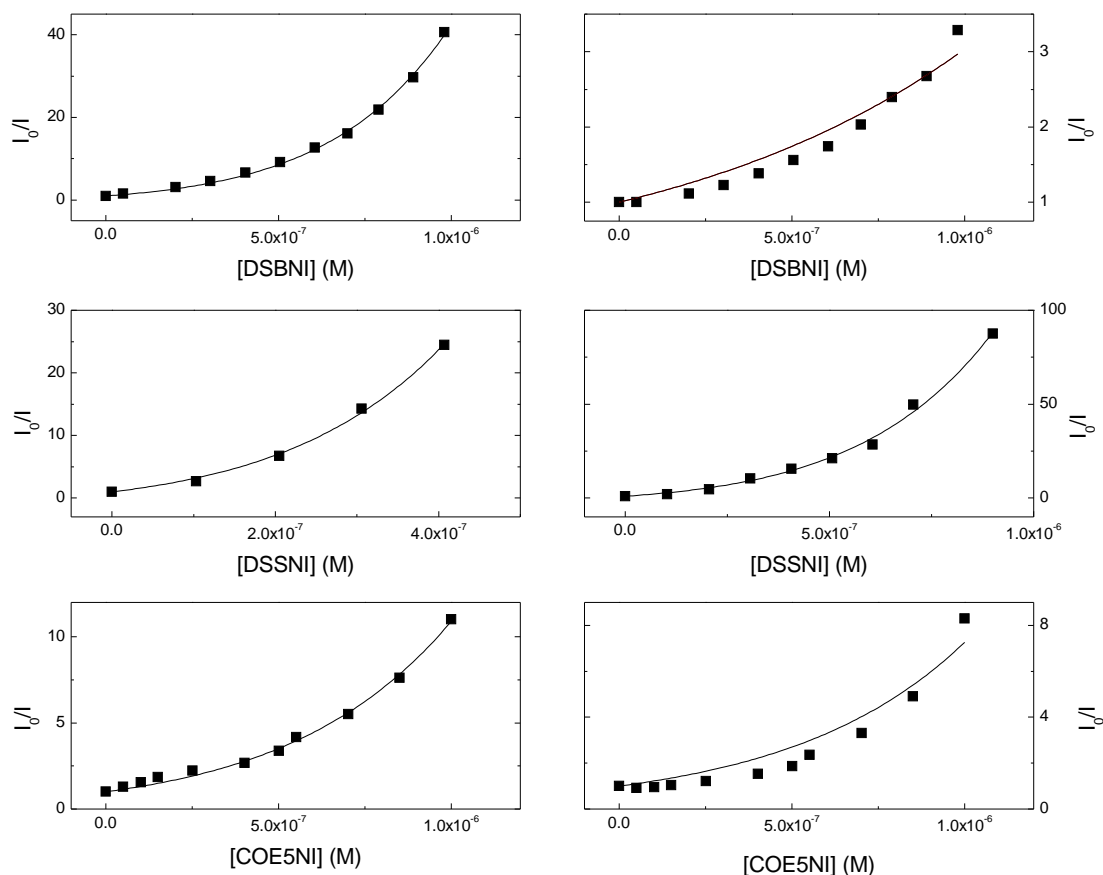 40
20
0
I0/I
0.0 5.0x10-7 1.0x10-6
[DSBNI] (M)
3
2
1
I0/I
0.0 5.0x10-7 1.0x10-6
[DSBNI] (M)
30
25
20
15
10
5
0
I0/I
0.0 2.0x10-7 4.0x10-7
[DSSNI] (M)
100
50
0
I0/I
0.0 5.0x10-7 1.0x10-6
[DSSNI] (M)
10
5
0
I0/I
0.0 5.0x10-7 1.0x10-6
[COE5NI] (M)
8
4
0
I0/I
0.0 5.0x10-7 1.0x10-6
[COE5NI] (M)